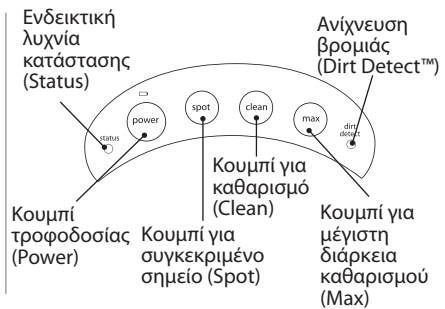 Ενδεικτική
λυχνία
κατάστασης
(Status)
Ανίχνευση
βρομιάς
(Dirt Detect™)
status
power
spot
clean
max
dirt
detect
Κουμπί
τροφοδοσίας
(Power)
Κουμπί για
συγκεκριμένο
σημείο (Spot)
Κουμπί για
καθαρισμό
(Clean)
Κουμπί για
μέγιστη
διάρκεια
καθαρισμού
(Max)